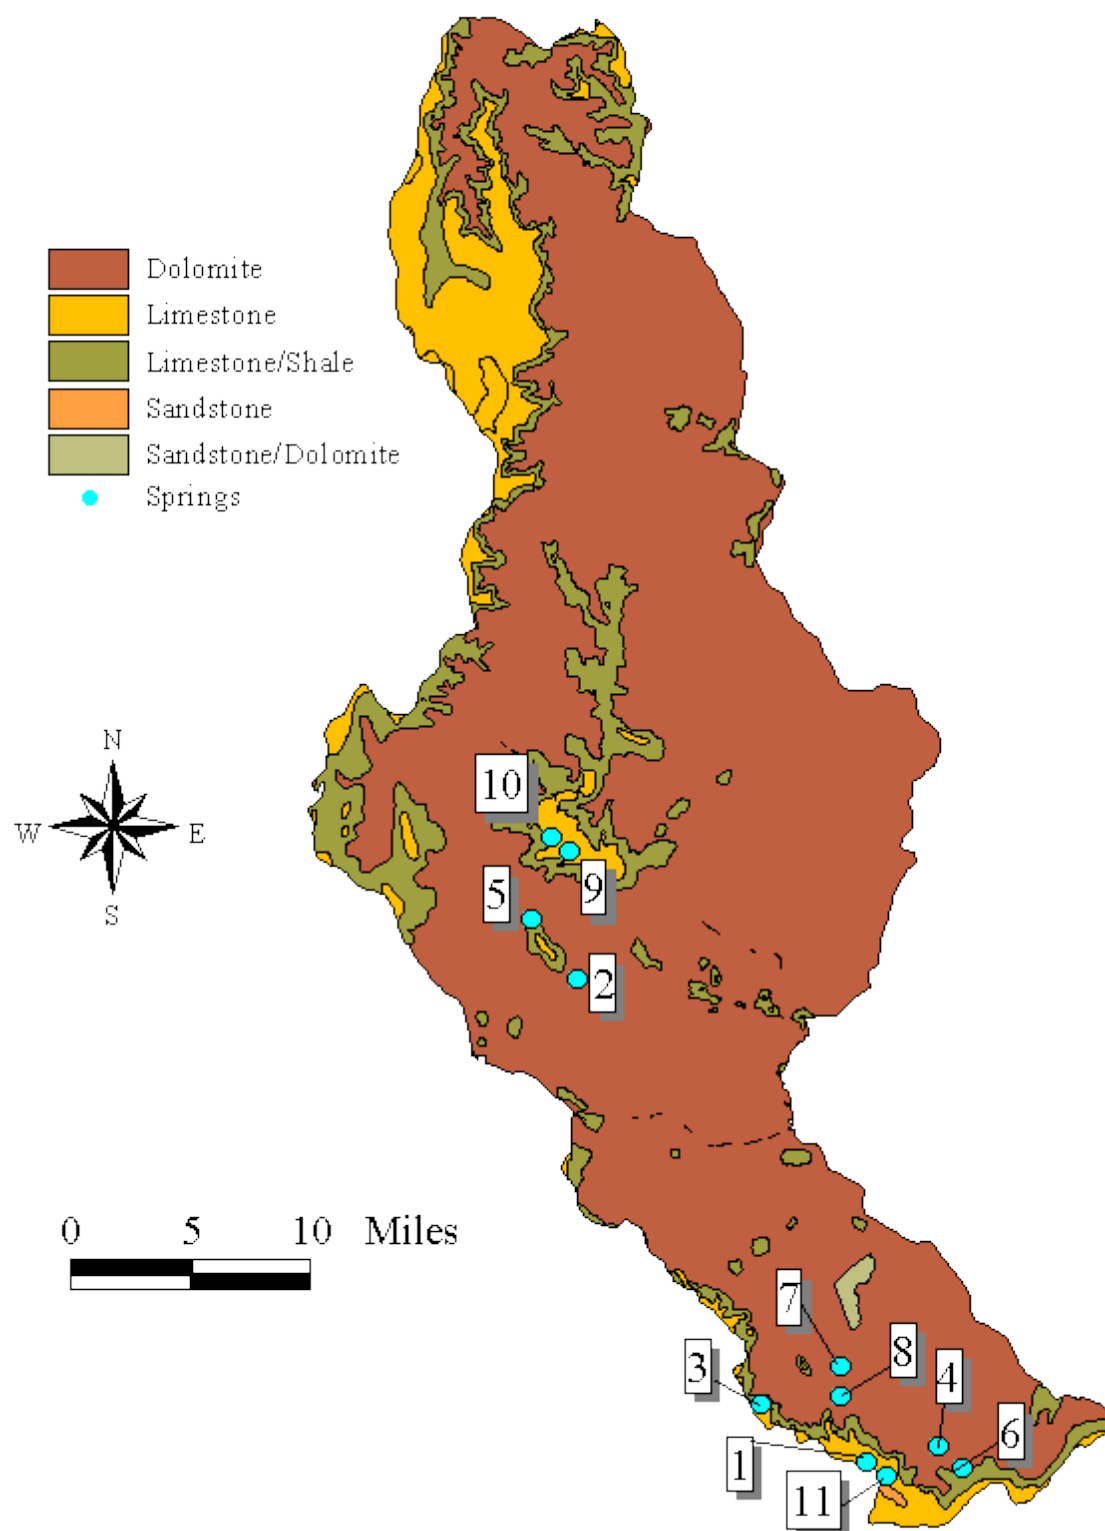 Dolomite
Limestone
Limestone/Shale
Sandstone
Sandstone/Dolomite
Springs
N
W E
S
10
9
5
2
0 5 10 Miles
7
8
3
4
6
1
11